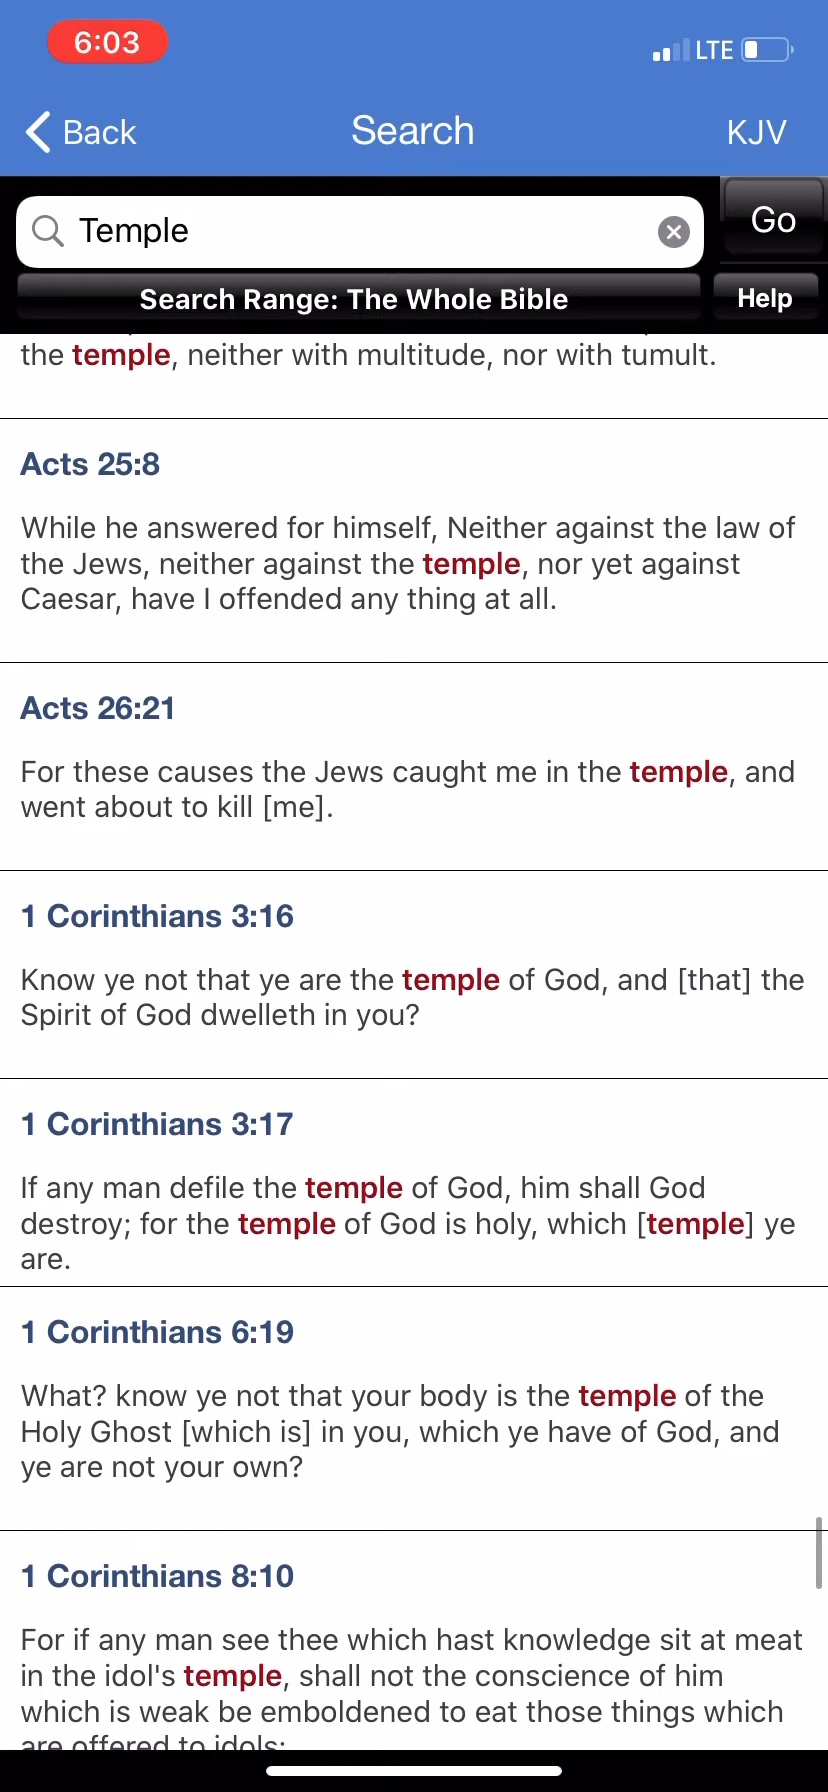 6:03
LTE
Back
Search
KJV
Temple
Go
Search Range: The Whole Bible
Help
the temple, neither with multitude, nor with tumult.
Acts 25:8
While he answered for himself, Neither against the law of
the Jews, neither against the temple, nor yet against
Caesar, have I offended any thing at all.
Acts 26:21
For these causes the Jews caught me in the temple, and
went about to kill [me].
1 Corinthians 3:16
Know ye not that ye are the temple of God, and [that] the
Spirit of God dwelleth in you?
1 Corinthians 3:17
If any man defile the temple of God, him shall God
destroy; for the temple of God is holy, which [temple] ye
are.
1 Corinthians 6:19
What? know ye not that your body is the temple of the
Holy Ghost [which is] in you, which ye have of God, and
ye are not your own?
1 Corinthians 8:10
For if any man see thee which hast knowledge sit at meat
in the idol's temple, shall not the conscience of him
which is weak be emboldened to eat those things which
are offered to idols;